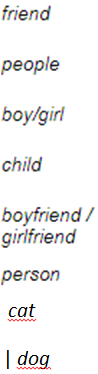 friend
people
boy/girl
child
boyfriend /
girlfriend
person
cat
| dog